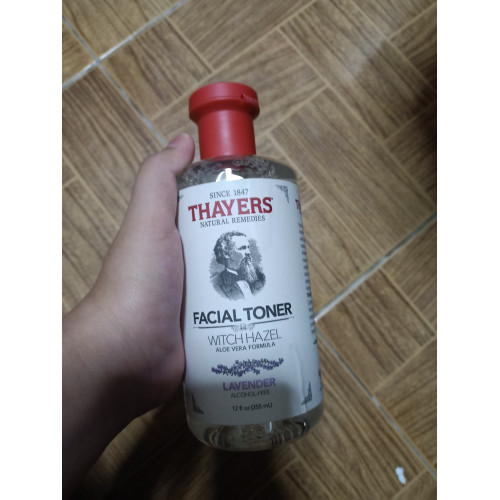 SINCE 1847
THAYERS
NATURAL REMEDIES
FACIAL TONER
WITCH HAZEL
ALOE VERA FORMULA
LAVENDER
ALCOHOL-FREE
12 fl oz (355 mL)